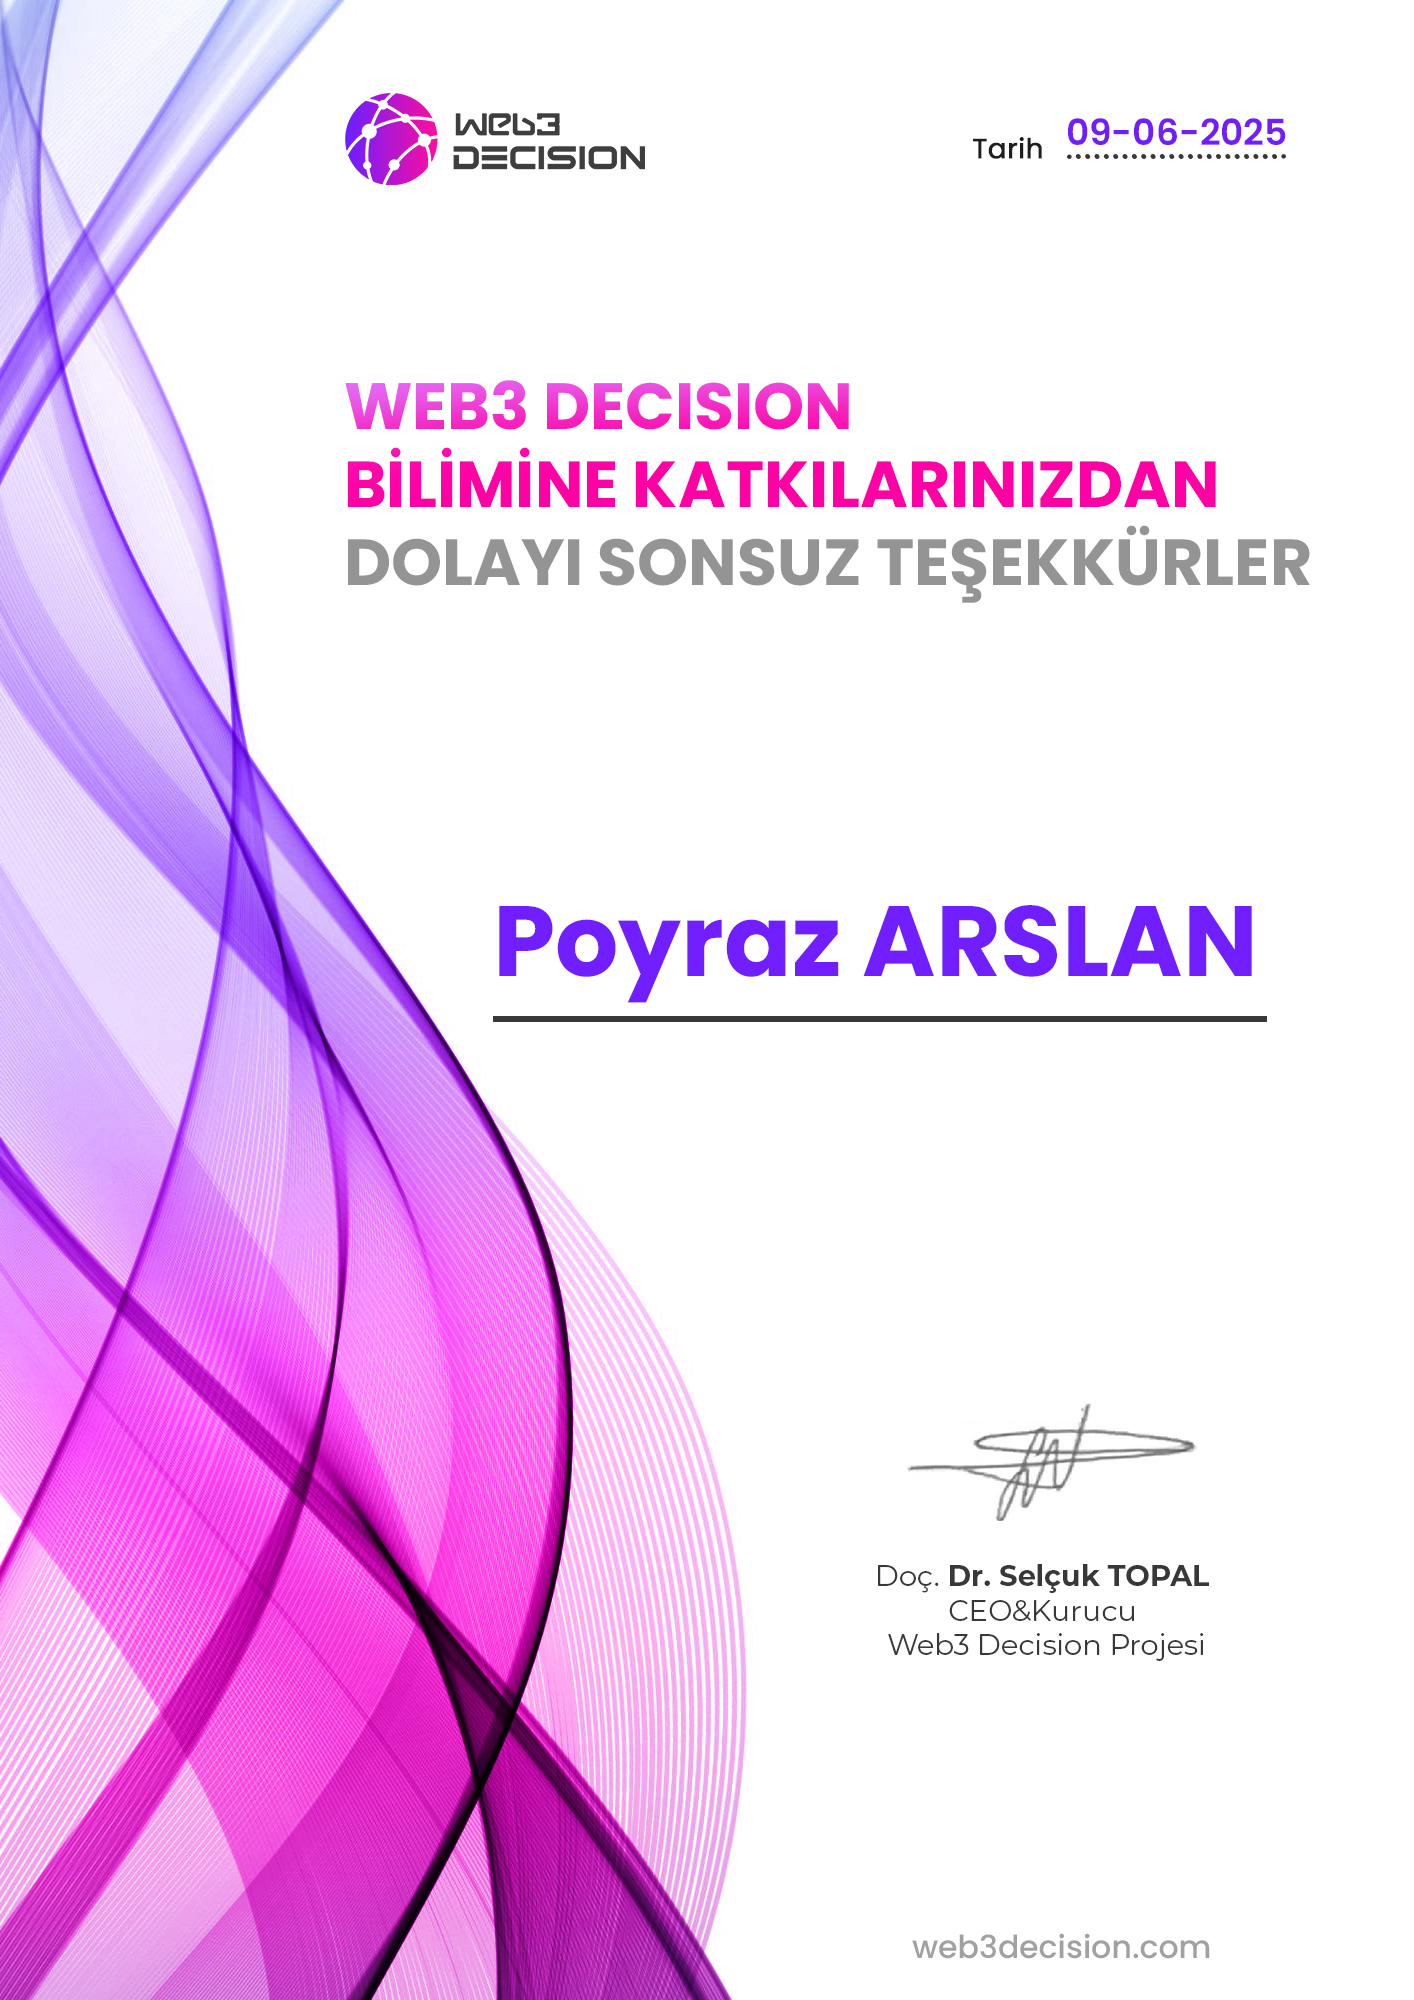 Web3
DECISION
Tarih 09-06-2025
WEB3 DECISION
BİLİMİNE KATKILARINIZDAN
DOLAYI SONSUZ TEŞEKKÜRLER
Poyraz ARSLAN
Doç. Dr. Selçuk TOPAL
CEO&Kurucu
Web3 Decision Projesi
web3decision.com